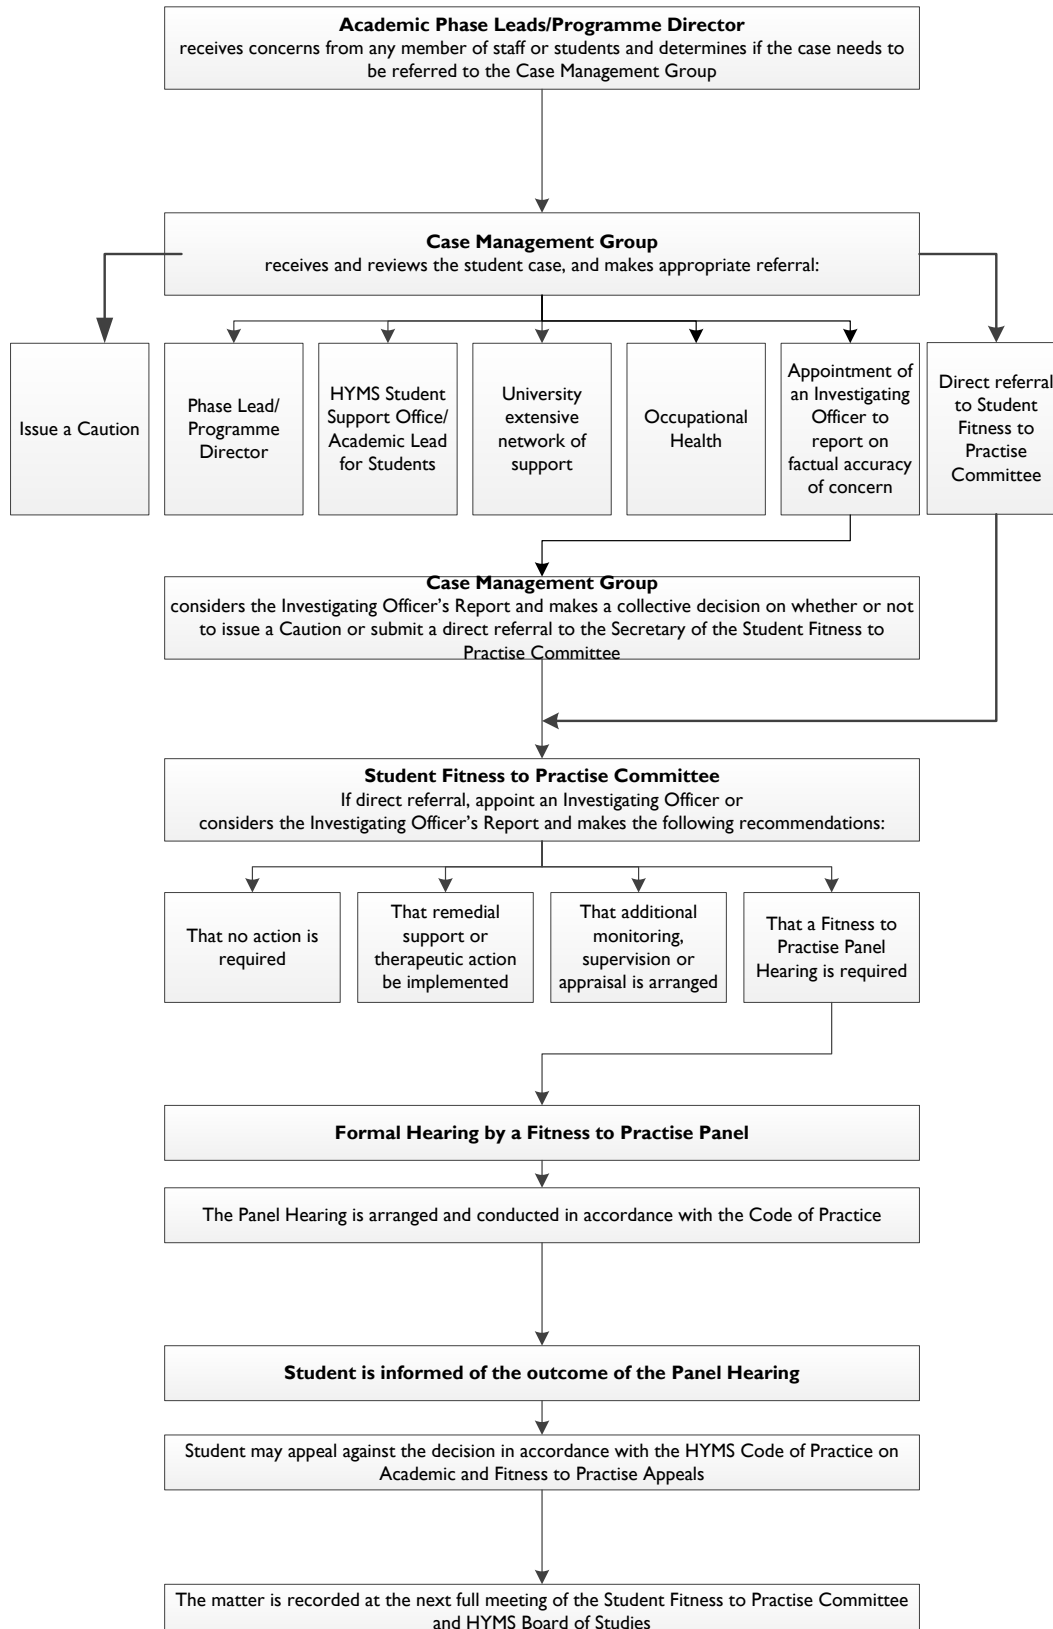 Academic Phase Leads/Programme Director
receives concerns from any member of staff or students and determines if the case needs to
be referred to the Case Management Group
Case Management Group
receives and reviews the student case, and makes appropriate referral:
Issue a Caution
Phase Lead/
Programme
Director
HYMS Student
Support Office/
Academic Lead
for Students
University
extensive
network of
support
Occupational
Health
Appointment of
an Investigating
Officer to
report on
factual accuracy
of concern
Direct referral
to Student
Fitness to
Practise
Committee
Case Management Group
considers the Investigating Officer's Report and makes a collective decision on whether or not
to issue a Caution or submit a direct referral to the Secretary of the Student Fitness to
Practise Committee
Student Fitness to Practise Committee
If direct referral, appoint an Investigating Officer or
considers the Investigating Officer's Report and makes the following recommendations:
That no action is
required
That remedial
support or
therapeutic action
be implemented
That additional
monitoring,
supervision or
appraisal is arranged
That a Fitness to
Practise Panel
Hearing is required
Formal Hearing by a Fitness to Practise Panel
The Panel Hearing is arranged and conducted in accordance with the Code of Practice
Student is informed of the outcome of the Panel Hearing
Student may appeal against the decision in accordance with the HYMS Code of Practice on
Academic and Fitness to Practise Appeals
The matter is recorded at the next full meeting of the Student Fitness to Practise Committee
and HYMS Board of Studies